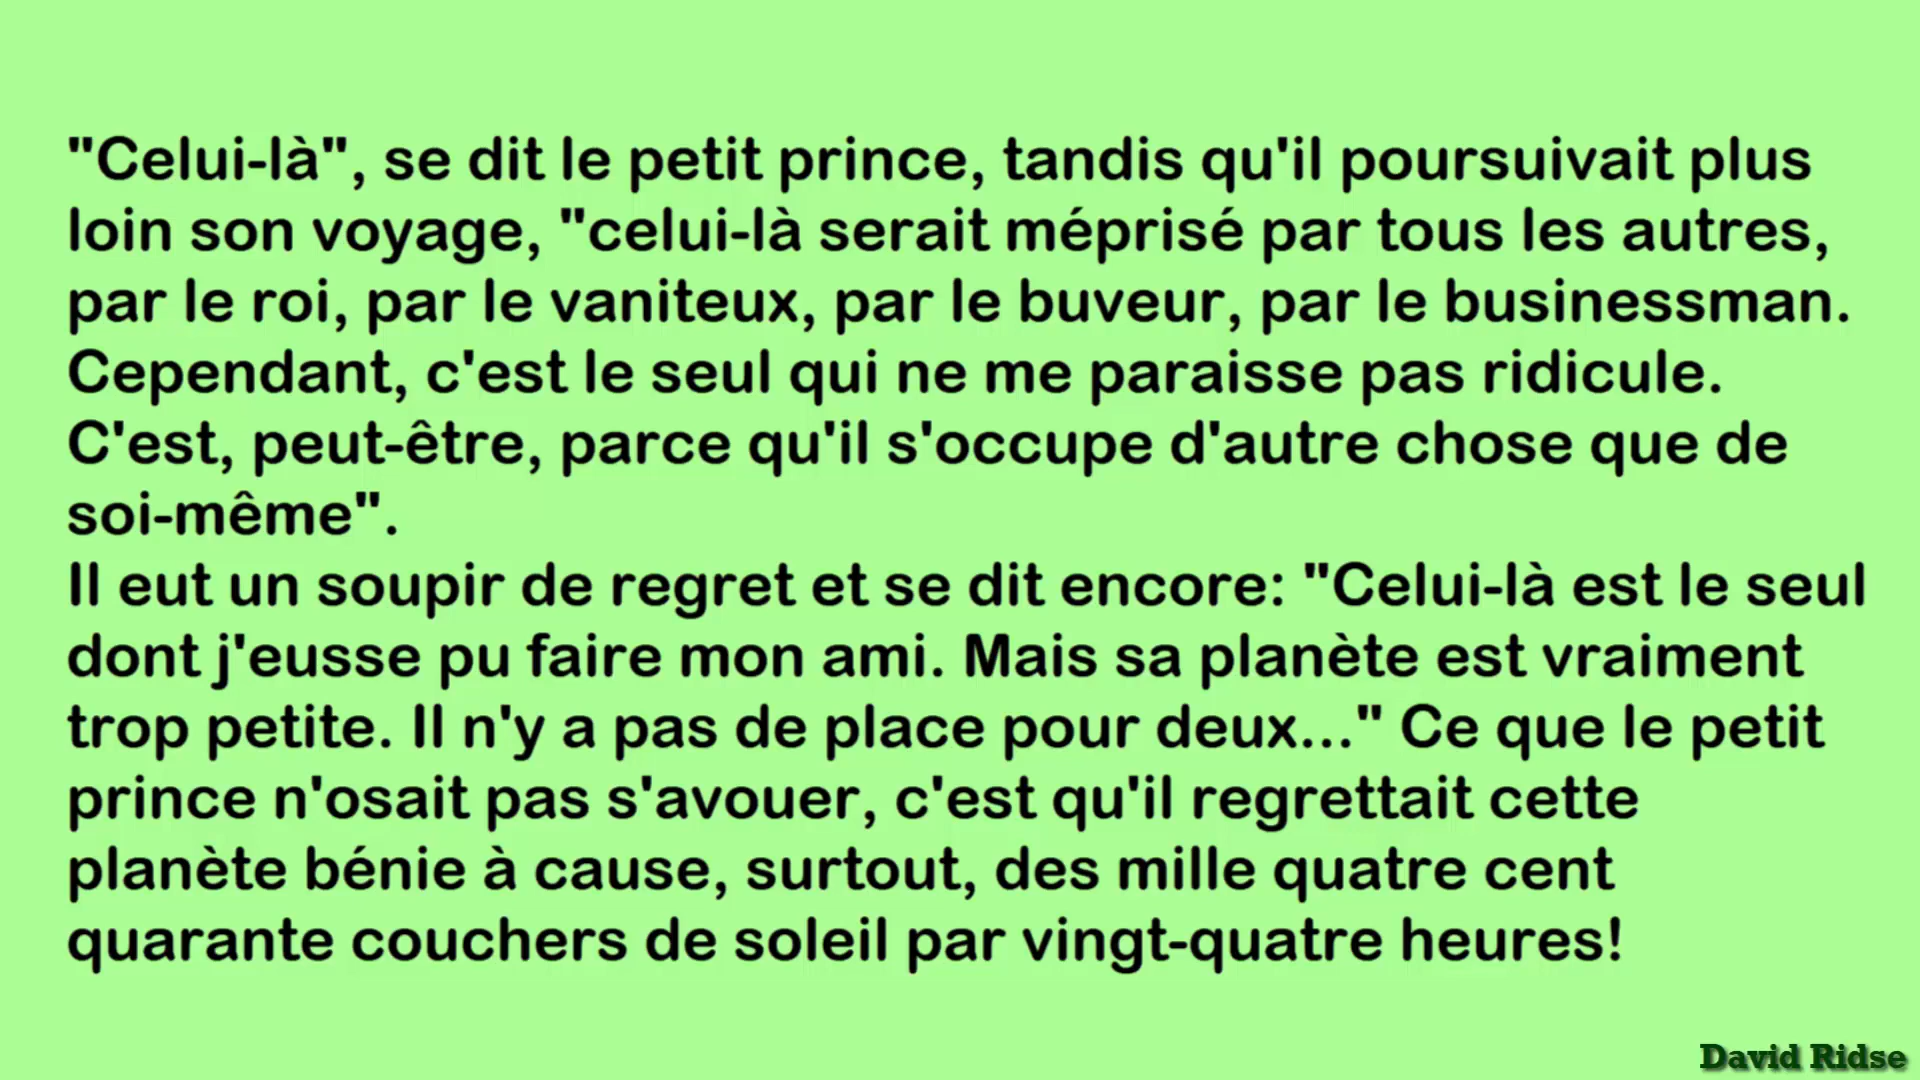 "Celui-là", se dit le petit prince, tandis qu'il poursuivait plus
loin son voyage, "celui-là serait méprisé par tous les autres,
par le roi, par le vaniteux, par le buveur, par le businessman.
Cependant, c'est le seul qui ne me paraisse pas ridicule.
C'est, peut-être, parce qu'il s'occupe d'autre chose que de
soi-même".
Il eut un soupir de regret et se dit encore: "Celui-là est le seul
dont j'eusse pu faire mon ami. Mais sa planète est vraiment
trop petite. Il n'y a pas de place pour deux..." Ce que le petit
prince n'osait pas s'avouer, c'est qu'il regrettait cette
planète bénie à cause, surtout, des mille quatre cent
quarante couchers de soleil par vingt-quatre heures!
David Ridse